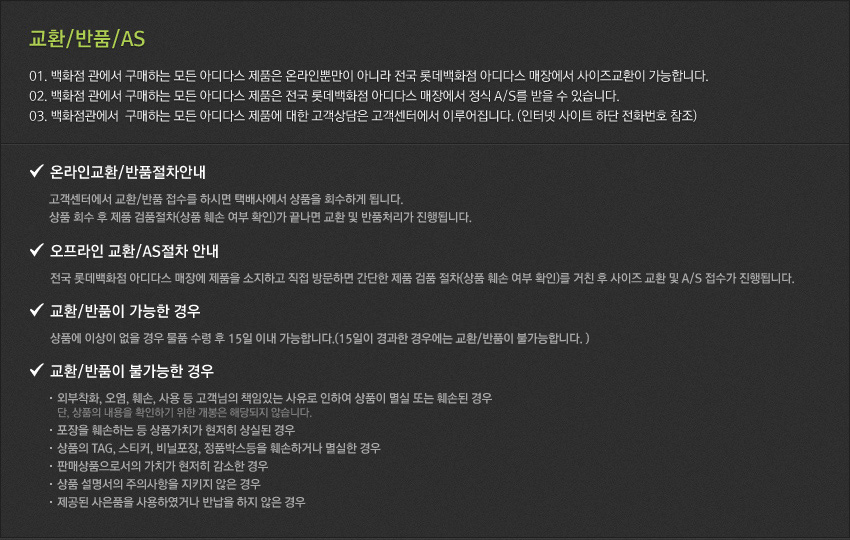 교환/반품/AS
01. 백화점 관에서 구매하는 모든 아디다스 제품은 온라인뿐만이 아니라 전국 롯데백화점 아디다스 매장에서 사이즈교환이 가능합니다.
02. 백화점 관에서 구매하는 모든 아디다스 제품은 전국 롯데백화점 아디다스 매장에서 정식 A/S를 받을 수 있습니다.
03. 백화점관에서 구매하는 모든 아디다스 제품에 대한 고객상담은 고객센터에서 이루어집니다. (인터넷 사이트 하단 전화번호 참조)
✓ 온라인교환/반품절차안내
고객센터에서 교환/반품 접수를 하시면 택배사에서 상품을 회수하게 됩니다.
상품 회수 후 제품 검품절차(상품 훼손 여부 확인)가 끝나면 교환 및 반품처리가 진행됩니다.
✓ 오프라인 교환/AS절차 안내
전국 롯데백화점 아디다스 매장에 제품을 소지하고 직접 방문하면 간단한 제품 검품 절차(상품 훼손 여부 확인)를 거친 후 사이즈 교환 및 A/S 접수가 진행됩니다.
✓ 교환/반품이 가능한 경우
상품에 이상이 없을 경우 물품 수령 후 15일 이내 가능합니다.(15일이 경과한 경우에는 교환/반품이 불가능합니다. )
✓ 교환/반품이 불가능한 경우
· 외부착화, 오염, 훼손, 사용 등 고객님의 책임있는 사유로 인하여 상품이 멸실 또는 훼손된 경우
단, 상품의 내용을 확인하기 위한 개봉은 해당되지 않습니다.
· 포장을 훼손하는 등 상품가치가 현저히 상실된 경우
· 상품의 TAG, 스티커, 비닐포장, 정품박스등을 훼손하거나 멸실한 경우
· 판매상품으로서의 가치가 현저히 감소한 경우
· 상품 설명서의 주의사항을 지키지 않은 경우
· 제공된 사은품을 사용하였거나 반납을 하지 않은 경우